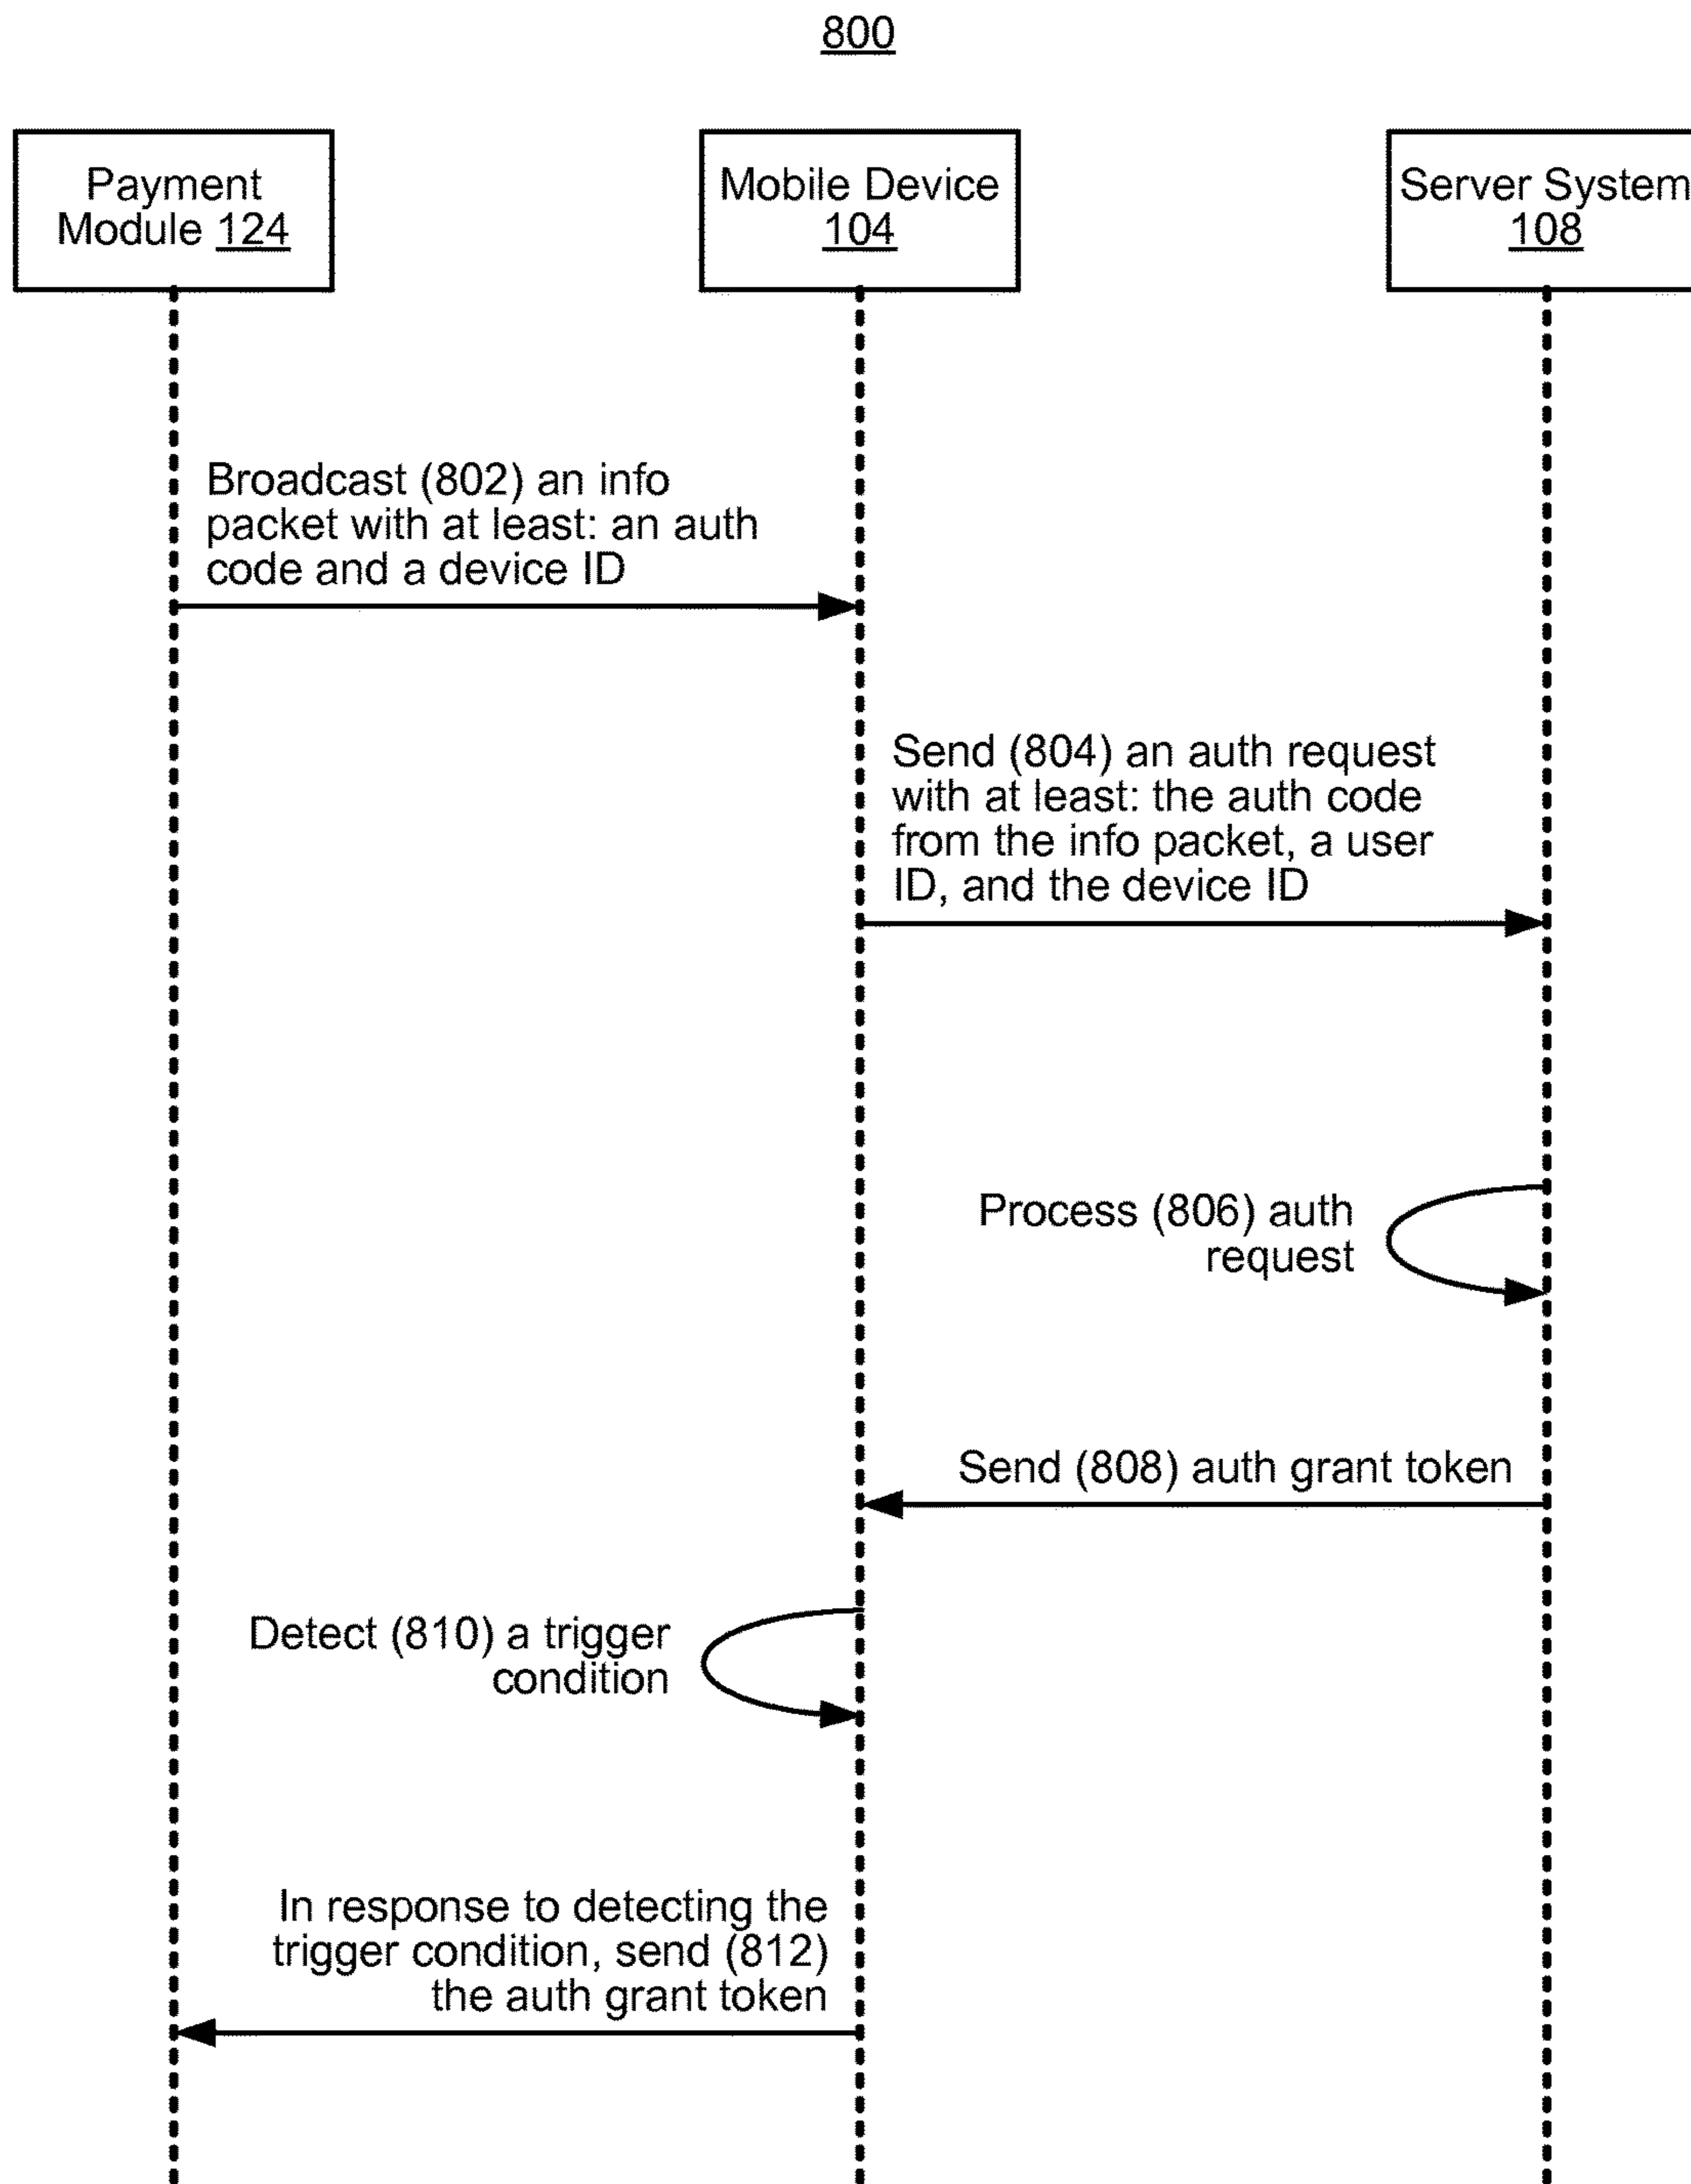 800
Payment
Module 124
Mobile Device
104
Server System
108
Broadcast (802) an info
packet with at least: an auth
code and a device ID
Send (804) an auth request
with at least: the auth code
from the info packet, a user
ID, and the device ID
Process (806) auth
request
Send (808) auth grant token
Detect (810) a trigger
condition
In response to detecting the
trigger condition, send (812)
the auth grant token